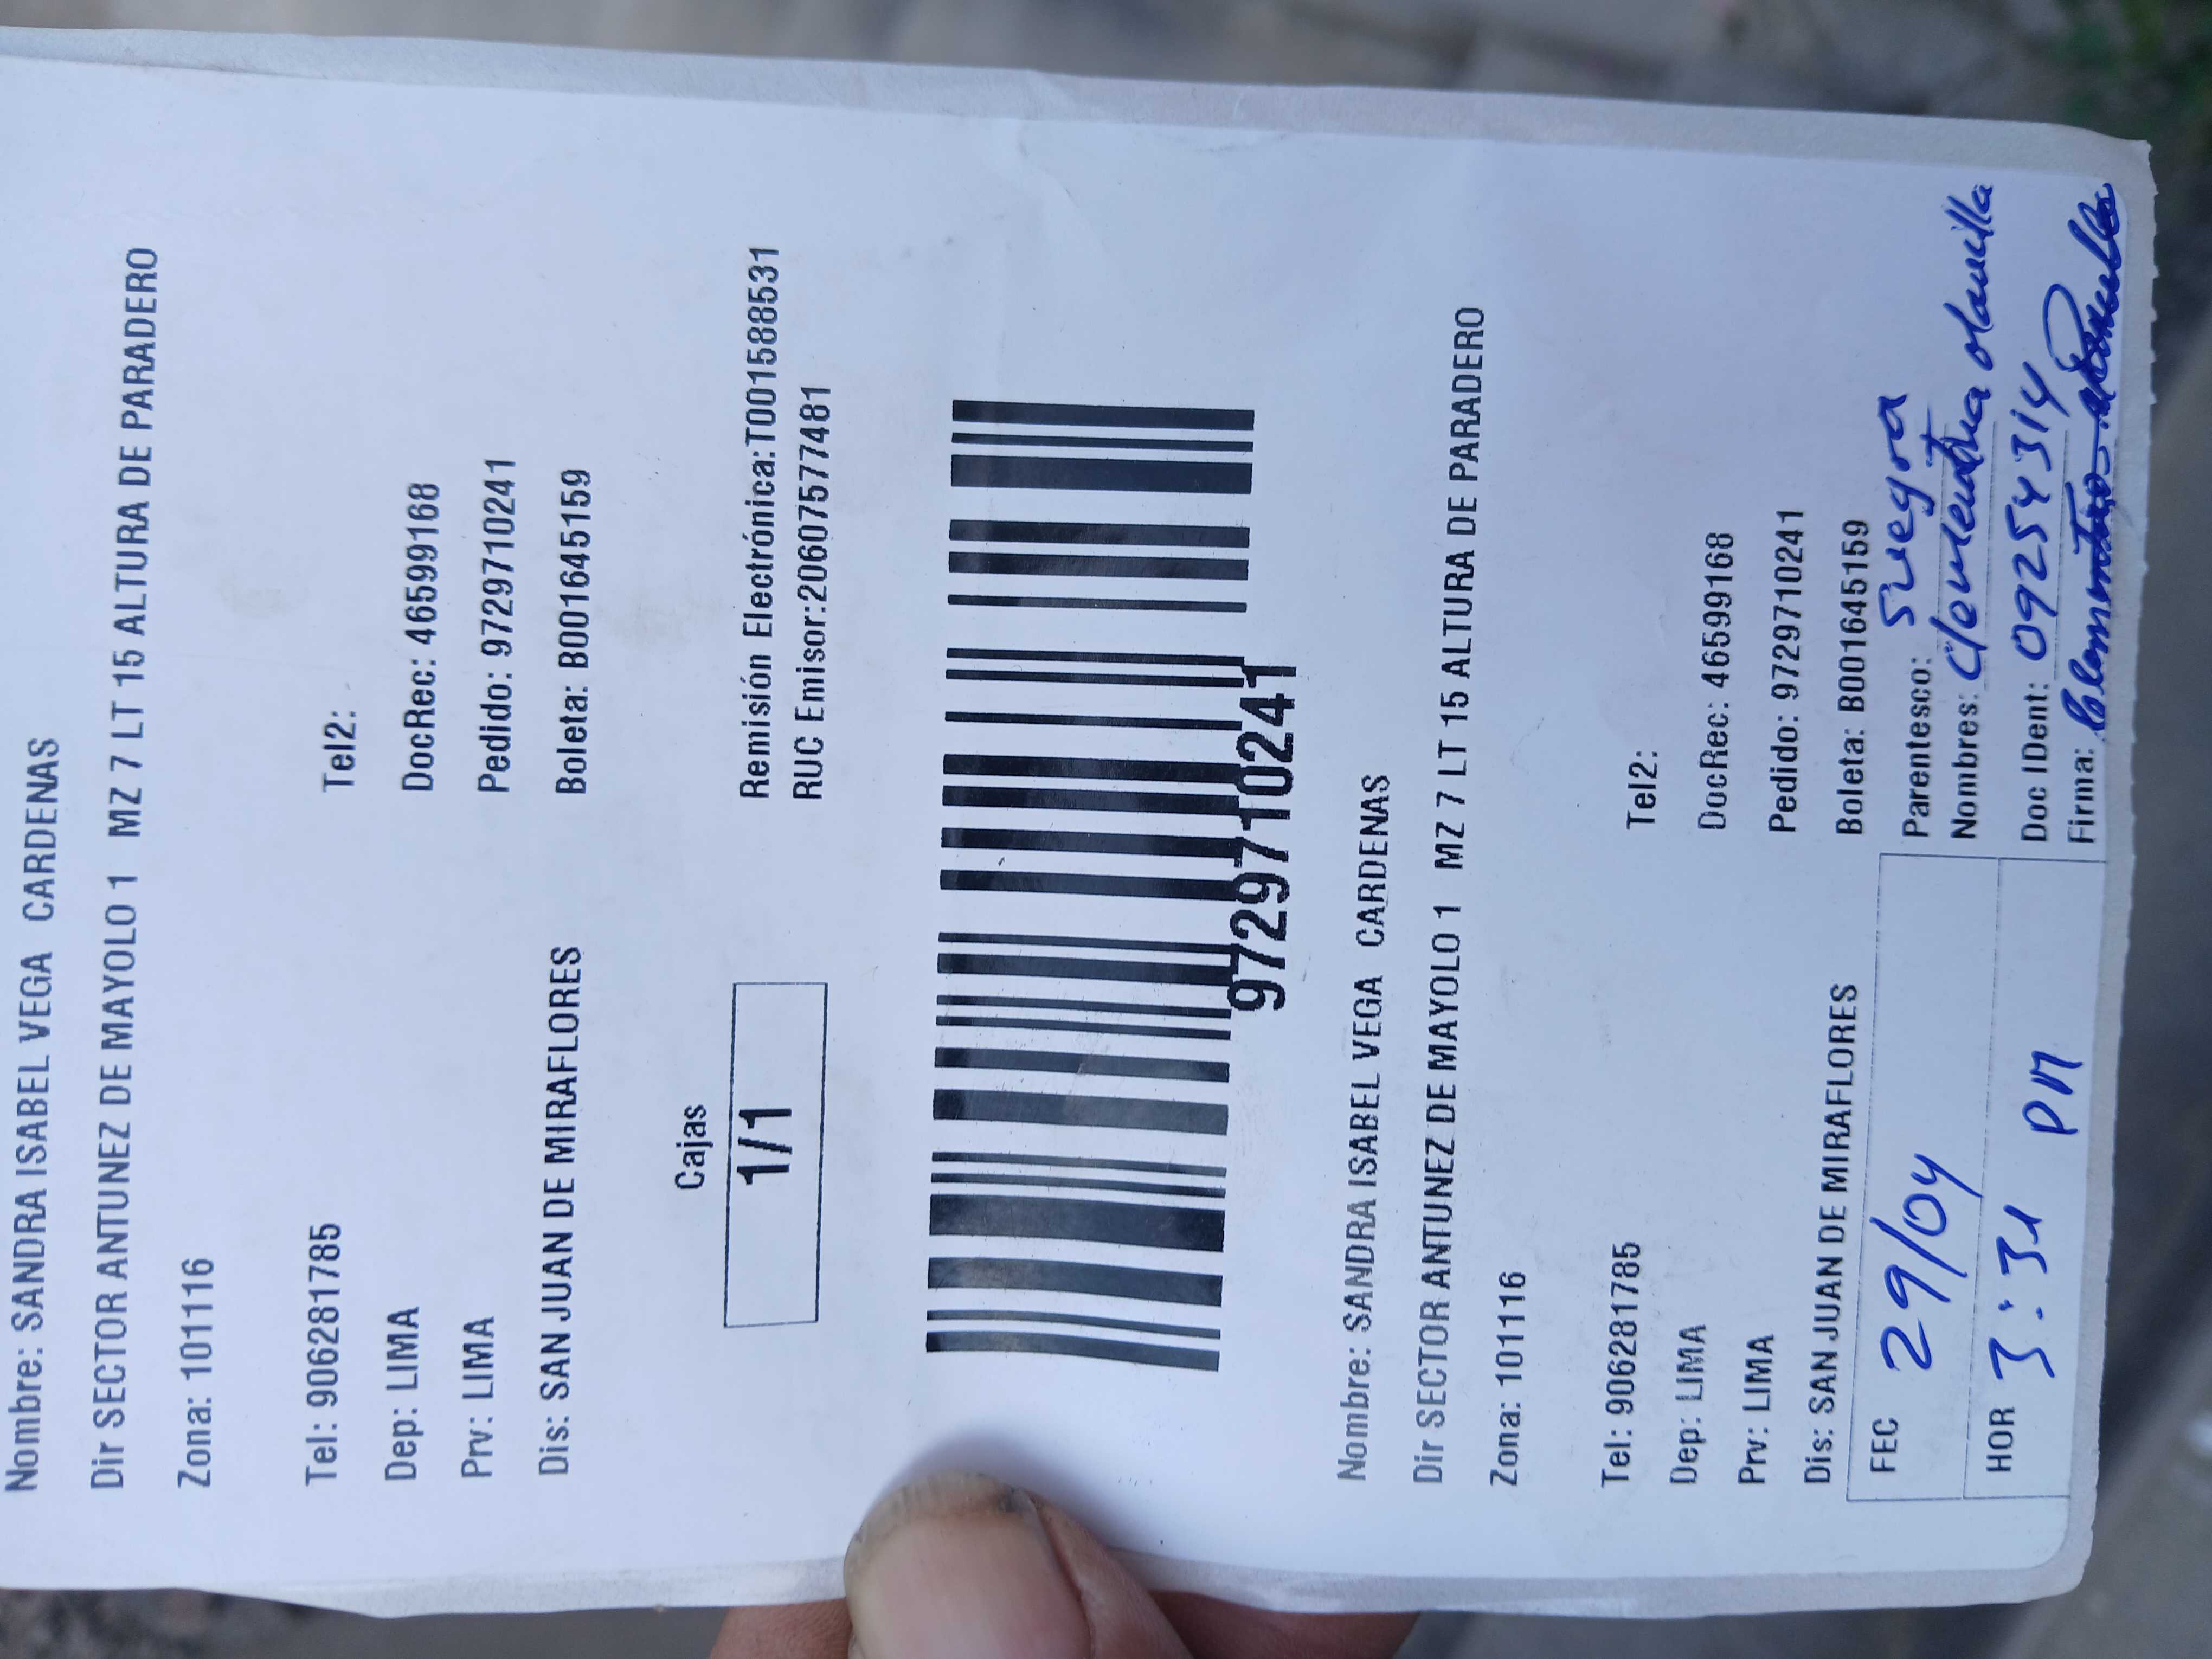 Nombre: SANDRA ISABEL VEGA CARDENAS
Dir SECTOR ANTUNEZ DE MAYOLO 1 MZ 7 LT 15 ALTURA DE PARADERO
Zona: 101116
Tel: 906281785 Tel2:
Dep: LIMA DocRec: 46599168
Prv: LIMA Pedido: 9729710241
Dis: SAN JUAN DE MIRAFLORES Boleta: B001645159
Cajas
1/1
Remisión Electrónica:T001588531
RUC Emisor:20607577481
9729710241
Nombre: SANDRA ISABEL VEGA CARDENAS
Dir SECTOR ANTUNEZ DE MAYOLO 1 MZ 7 LT 15 ALTURA DE PARADERO
Zona: 101116
Tel: 906281785 Tel2:
Dep: LIMA DocRec: 46599168
Prv: LIMA Pedido: 9729710241
Dis: SAN JUAN DE MIRAFLORES Boleta: B001645159
FEC 29/04 Parentesco: Suegra
Nombres:
HOR 3:31 PM Doc IDent: 09254314
Firma: